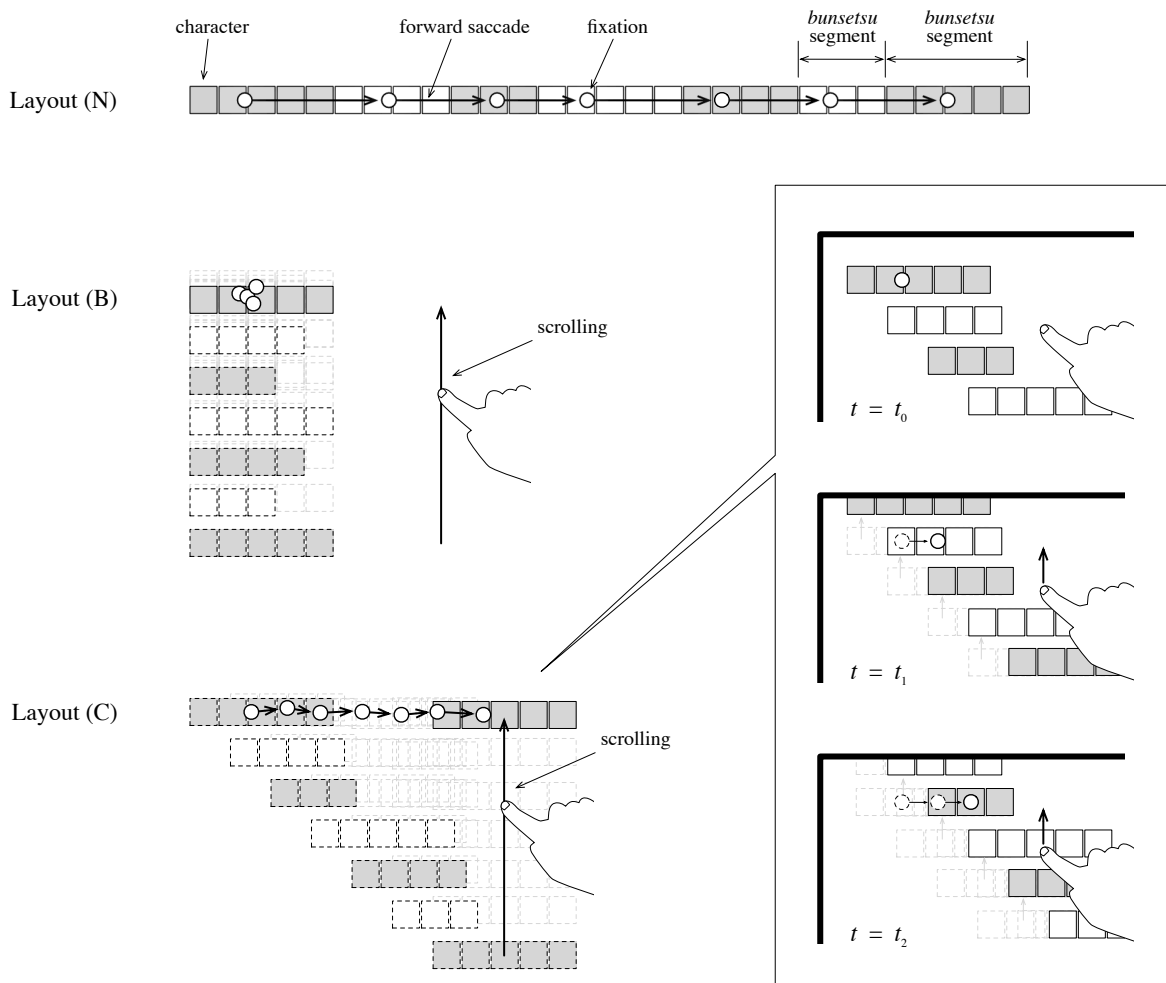 character
forward saccade
fixation
bunsetsu
segment
bunsetsu
segment
Layout (N)
Layout (B)
scrolling
t = t0
t = t1
Layout (C)
scrolling
t = t2